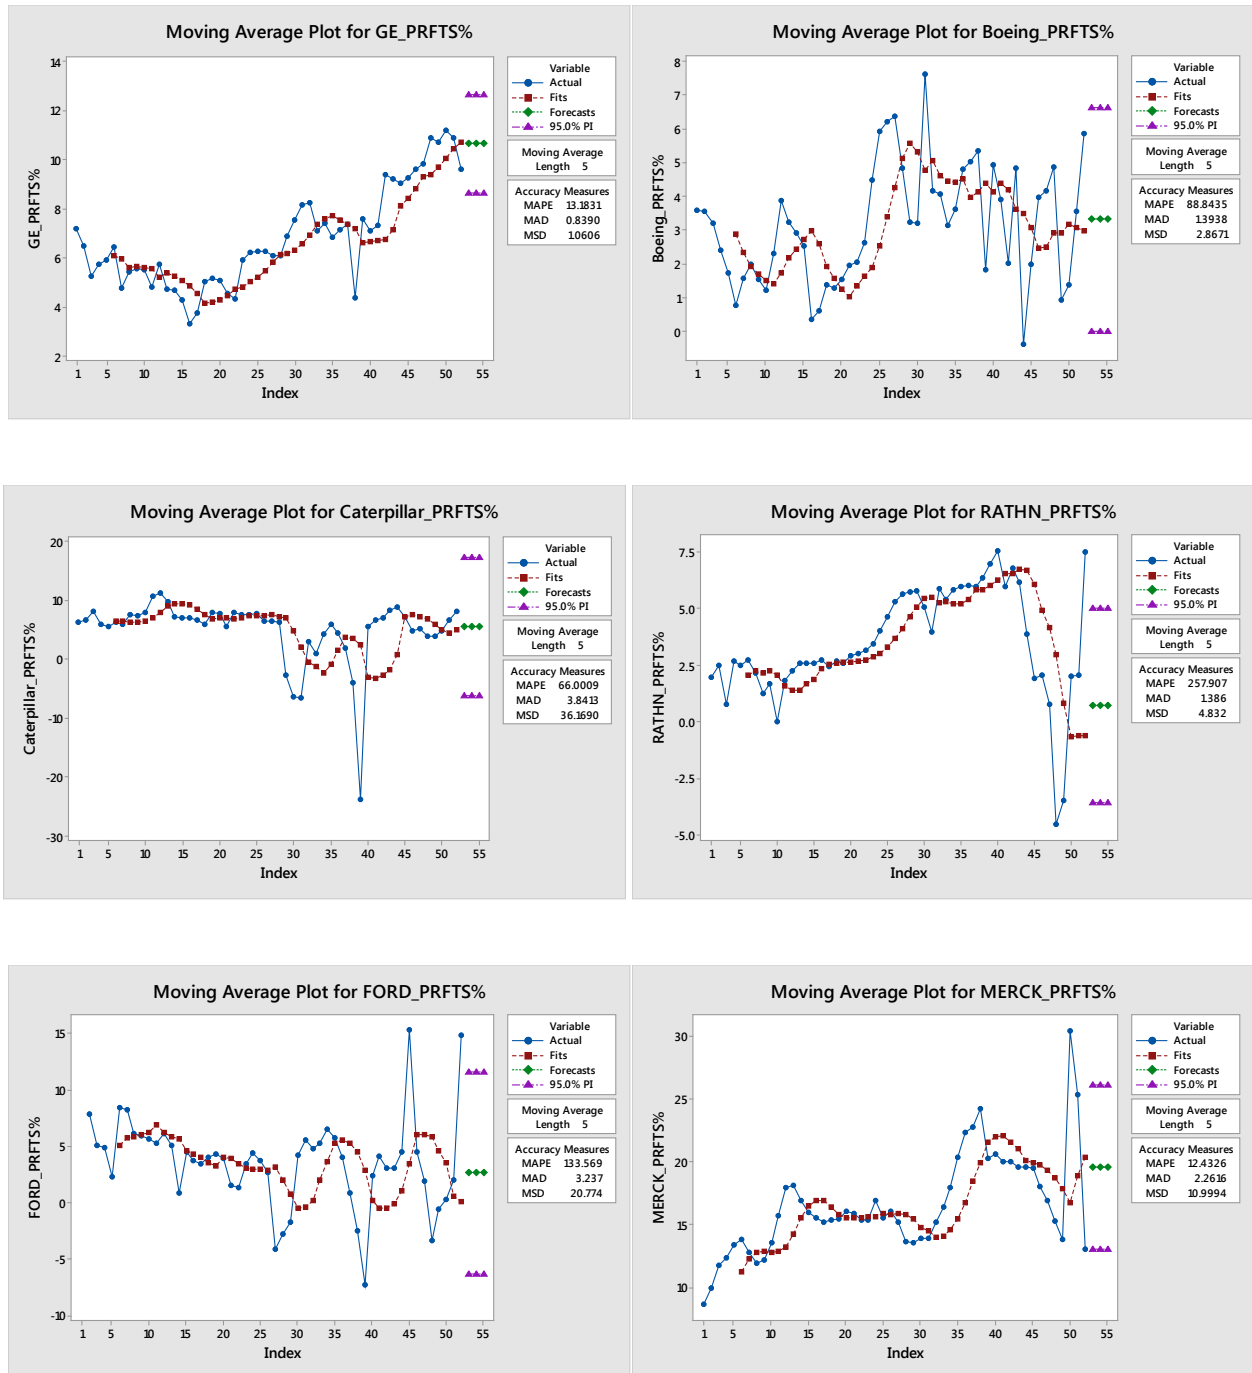 Moving Average Plot for GE_PRFTS%
14
12
10
8
6
4
2
GE_PRFTS%
1 5 10 15 20 25 30 35 40 45 50 55
Index
Variable
Actual
Fits
Forecasts
95.0% PI
Moving Average
Length 5
Accuracy Measures
MAPE 13.1831
MAD 0.8390
MSD 1.0606
Moving Average Plot for Boeing_PRFTS%
8
7
6
5
4
3
2
1
0
Boeing_PRFTS%
1 5 10 15 20 25 30 35 40 45 50 55
Index
Variable
Actual
Fits
Forecasts
95.0% PI
Moving Average
Length 5
Accuracy Measures
MAPE 88.8435
MAD 1.3938
MSD 2.8671
Moving Average Plot for Caterpillar_PRFTS%
20
10
0
-10
-20
-30
Caterpillar_PRFTS%
1 5 10 15 20 25 30 35 40 45 50 55
Index
Variable
Actual
Fits
Forecasts
95.0% PI
Moving Average
Length 5
Accuracy Measures
MAPE 66.0009
MAD 3.8413
MSD 36.1690
Moving Average Plot for RATHN_PRFTS%
7.5
5.0
2.5
0.0
-2.5
-5.0
RATHN_PRFTS%
1 5 10 15 20 25 30 35 40 45 50 55
Index
Variable
Actual
Fits
Forecasts
95.0% PI
Moving Average
Length 5
Accuracy Measures
MAPE 257.907
MAD 1.386
MSD 4.832
Moving Average Plot for FORD_PRFTS%
15
10
5
0
-5
-10
FORD_PRFTS%
1 5 10 15 20 25 30 35 40 45 50 55
Index
Variable
Actual
Fits
Forecasts
95.0% PI
Moving Average
Length 5
Accuracy Measures
MAPE 133.569
MAD 3.237
MSD 20.774
Moving Average Plot for MERCK_PRFTS%
30
25
20
15
10
MERCK_PRFTS%
1 5 10 15 20 25 30 35 40 45 50 55
Index
Variable
Actual
Fits
Forecasts
95.0% PI
Moving Average
Length 5
Accuracy Measures
MAPE 12.4326
MAD 2.2616
MSD 10.9994